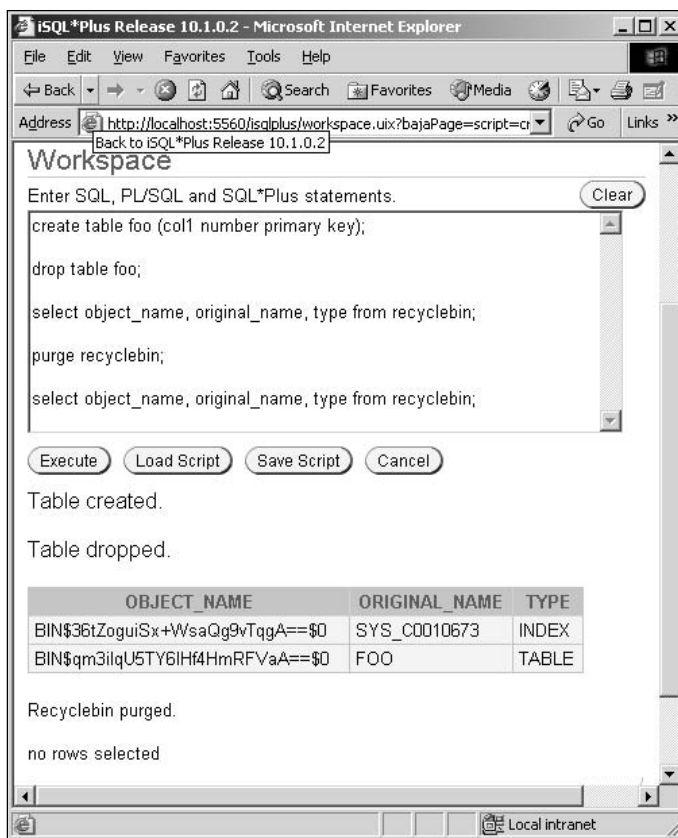 iSQL*Plus Release 10.1.0.2 - Microsoft Internet Explorer
File Edit View Favorites Tools Help
Back Search Favorites Media
Address http://localhost:5560/isqlplus/workspace.uix?bajaPage=script=cr Go Links »
Back to iSQL*Plus Release 10.1.0.2
Workspace
Enter SQL, PL/SQL and SQL*Plus statements. Clear
create table foo (col1 number primary key);
drop table foo;
select object_name, original_name, type from recyclebin;
purge recyclebin;
select object_name, original_name, type from recyclebin;
Execute Load Script Save Script Cancel
Table created.
Table dropped.
OBJECT_NAME ORIGINAL_NAME TYPE
BIN$36tZoguiSx+WsaQg9vTqgA==$0 SYS_C0010673 INDEX
BIN$qm3ilqU5TY6IHf4HmRFVaA==$0 FOO TABLE
Recyclebin purged.
no rows selected
Local intranet